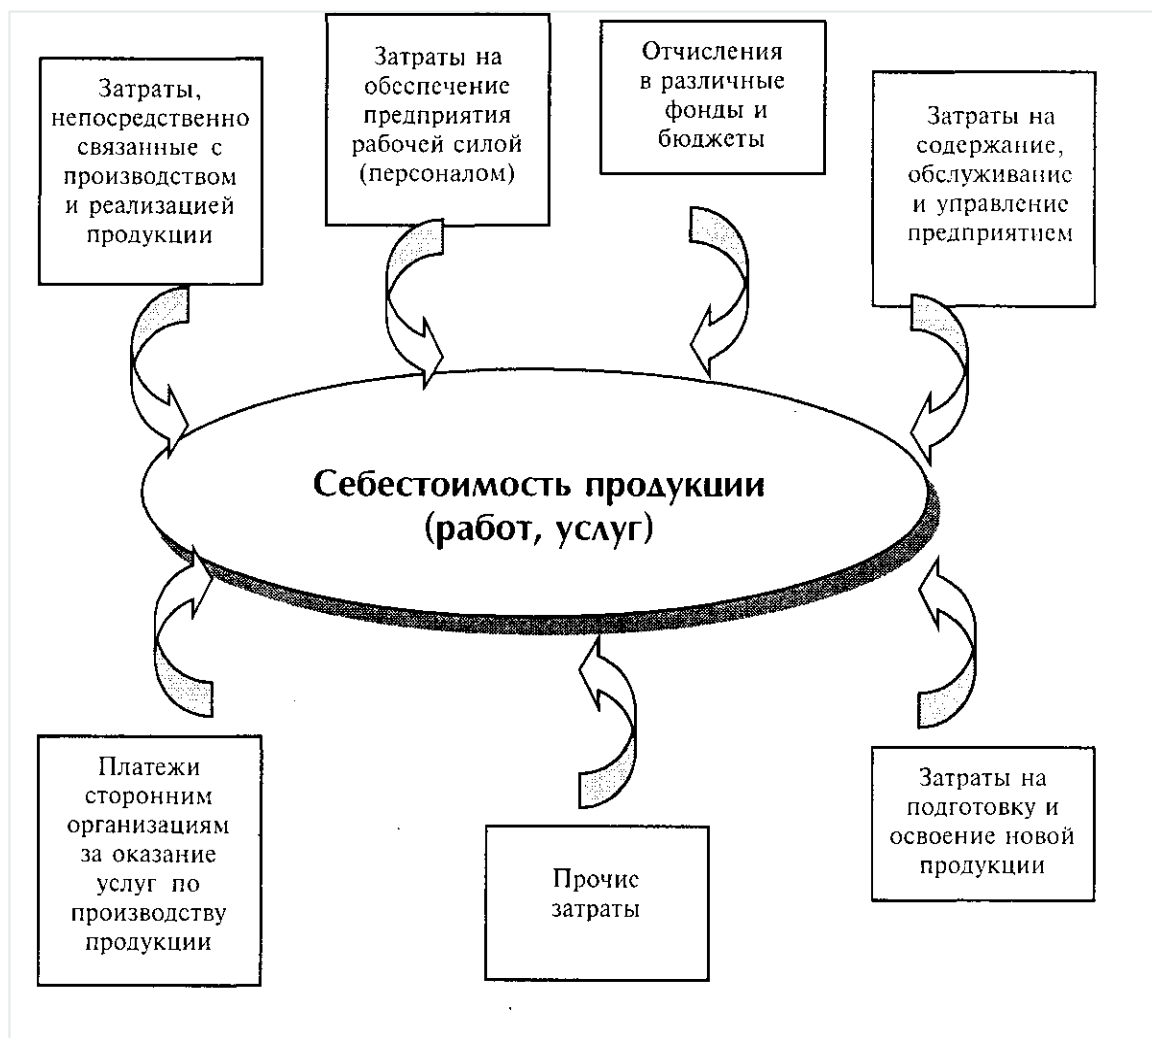 Затраты,
непосредственно
связанные с
производством
и реализацией
продукции
Затраты на
обеспечение
предприятия
рабочей силой
(персоналом)
Отчисления
в различные
фонды и
бюджеты
Затраты на
содержание,
обслуживание
и управление
предприятием
Себестоимость продукции
(работ, услуг)
Платежи
сторонним
организациям
за оказание
услуг по
производству
продукции
Прочие
затраты
Затраты на
подготовку и
освоение новой
продукции